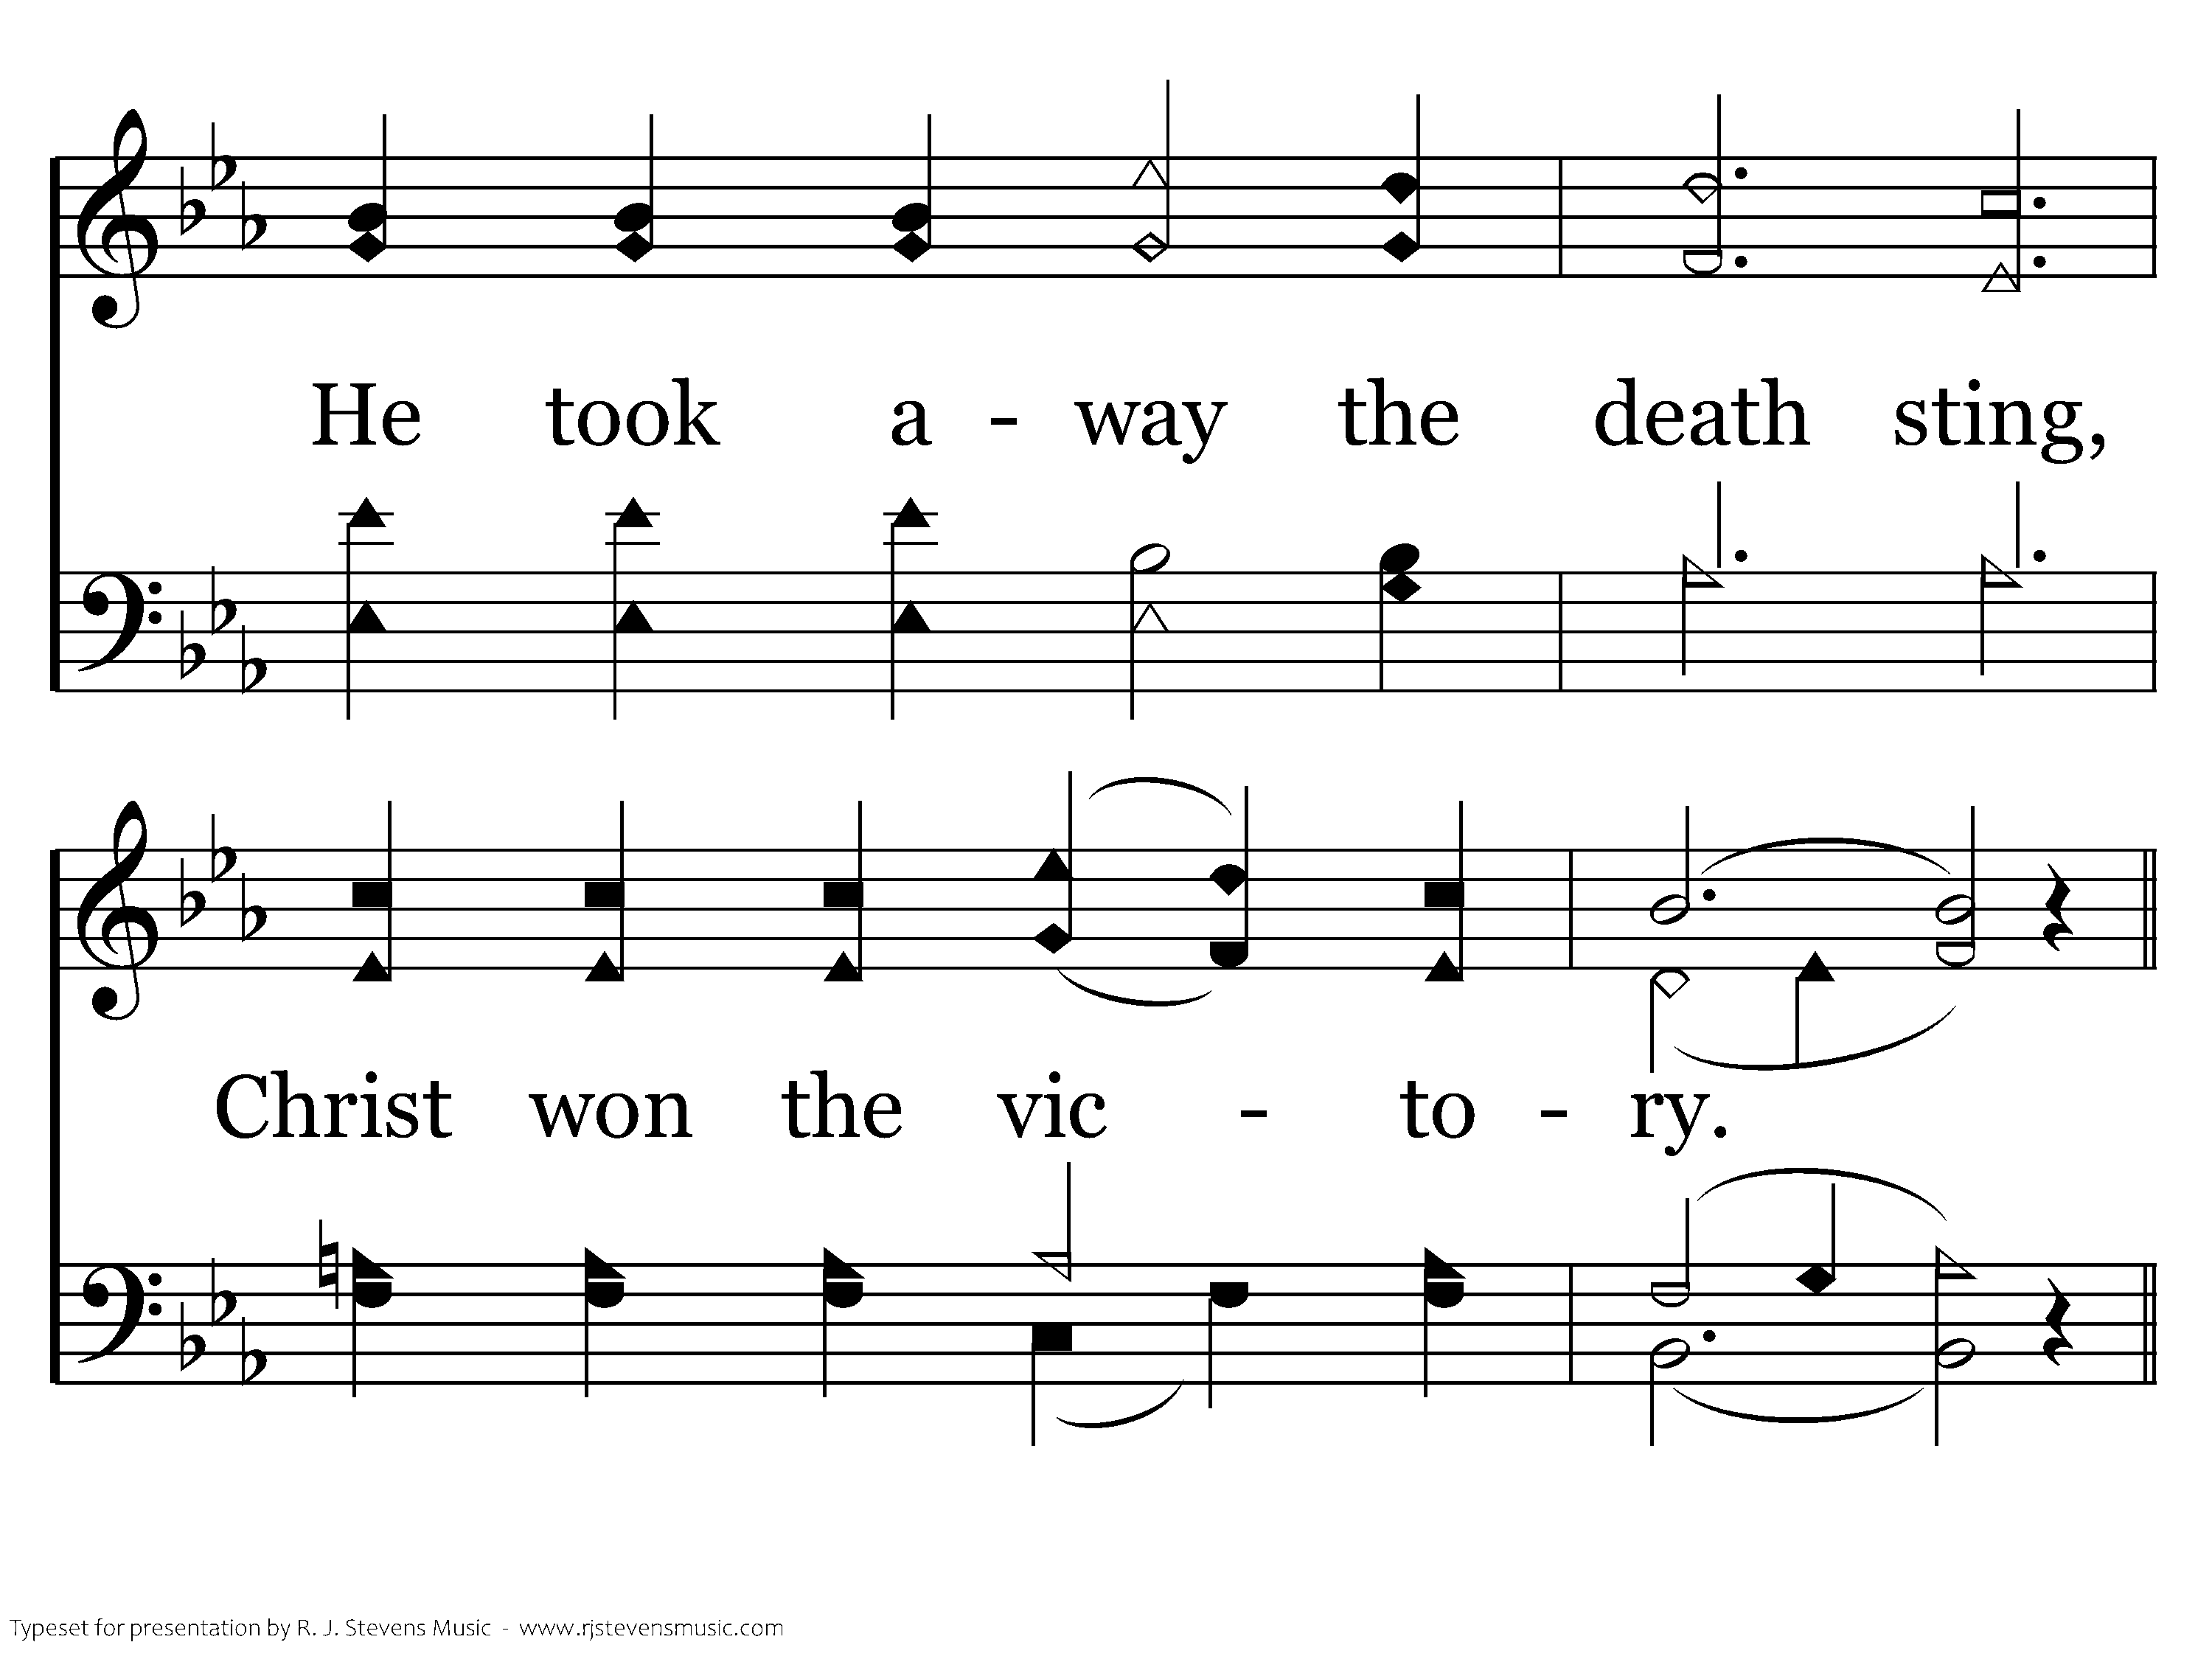 He took a - way the death sting,
Christ won the vic - to - ry.
Typeset for presentation by R. J. Stevens Music - www.rjstevensmusic.com